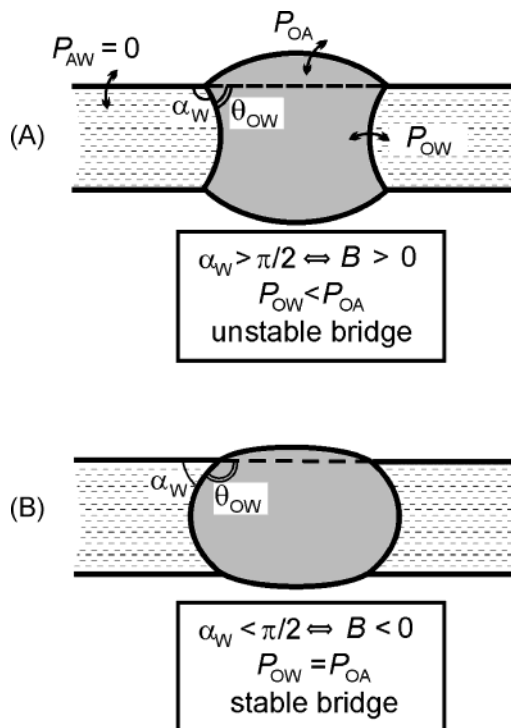 P_OA
P_AW = 0
α_W θ_OW
(A)
P_OW
α_W > π/2 ⇔ B > 0
P_OW < P_OA
unstable bridge
(B)
α_W θ_OW
α_W < π/2 ⇔ B < 0
P_OW = P_OA
stable bridge